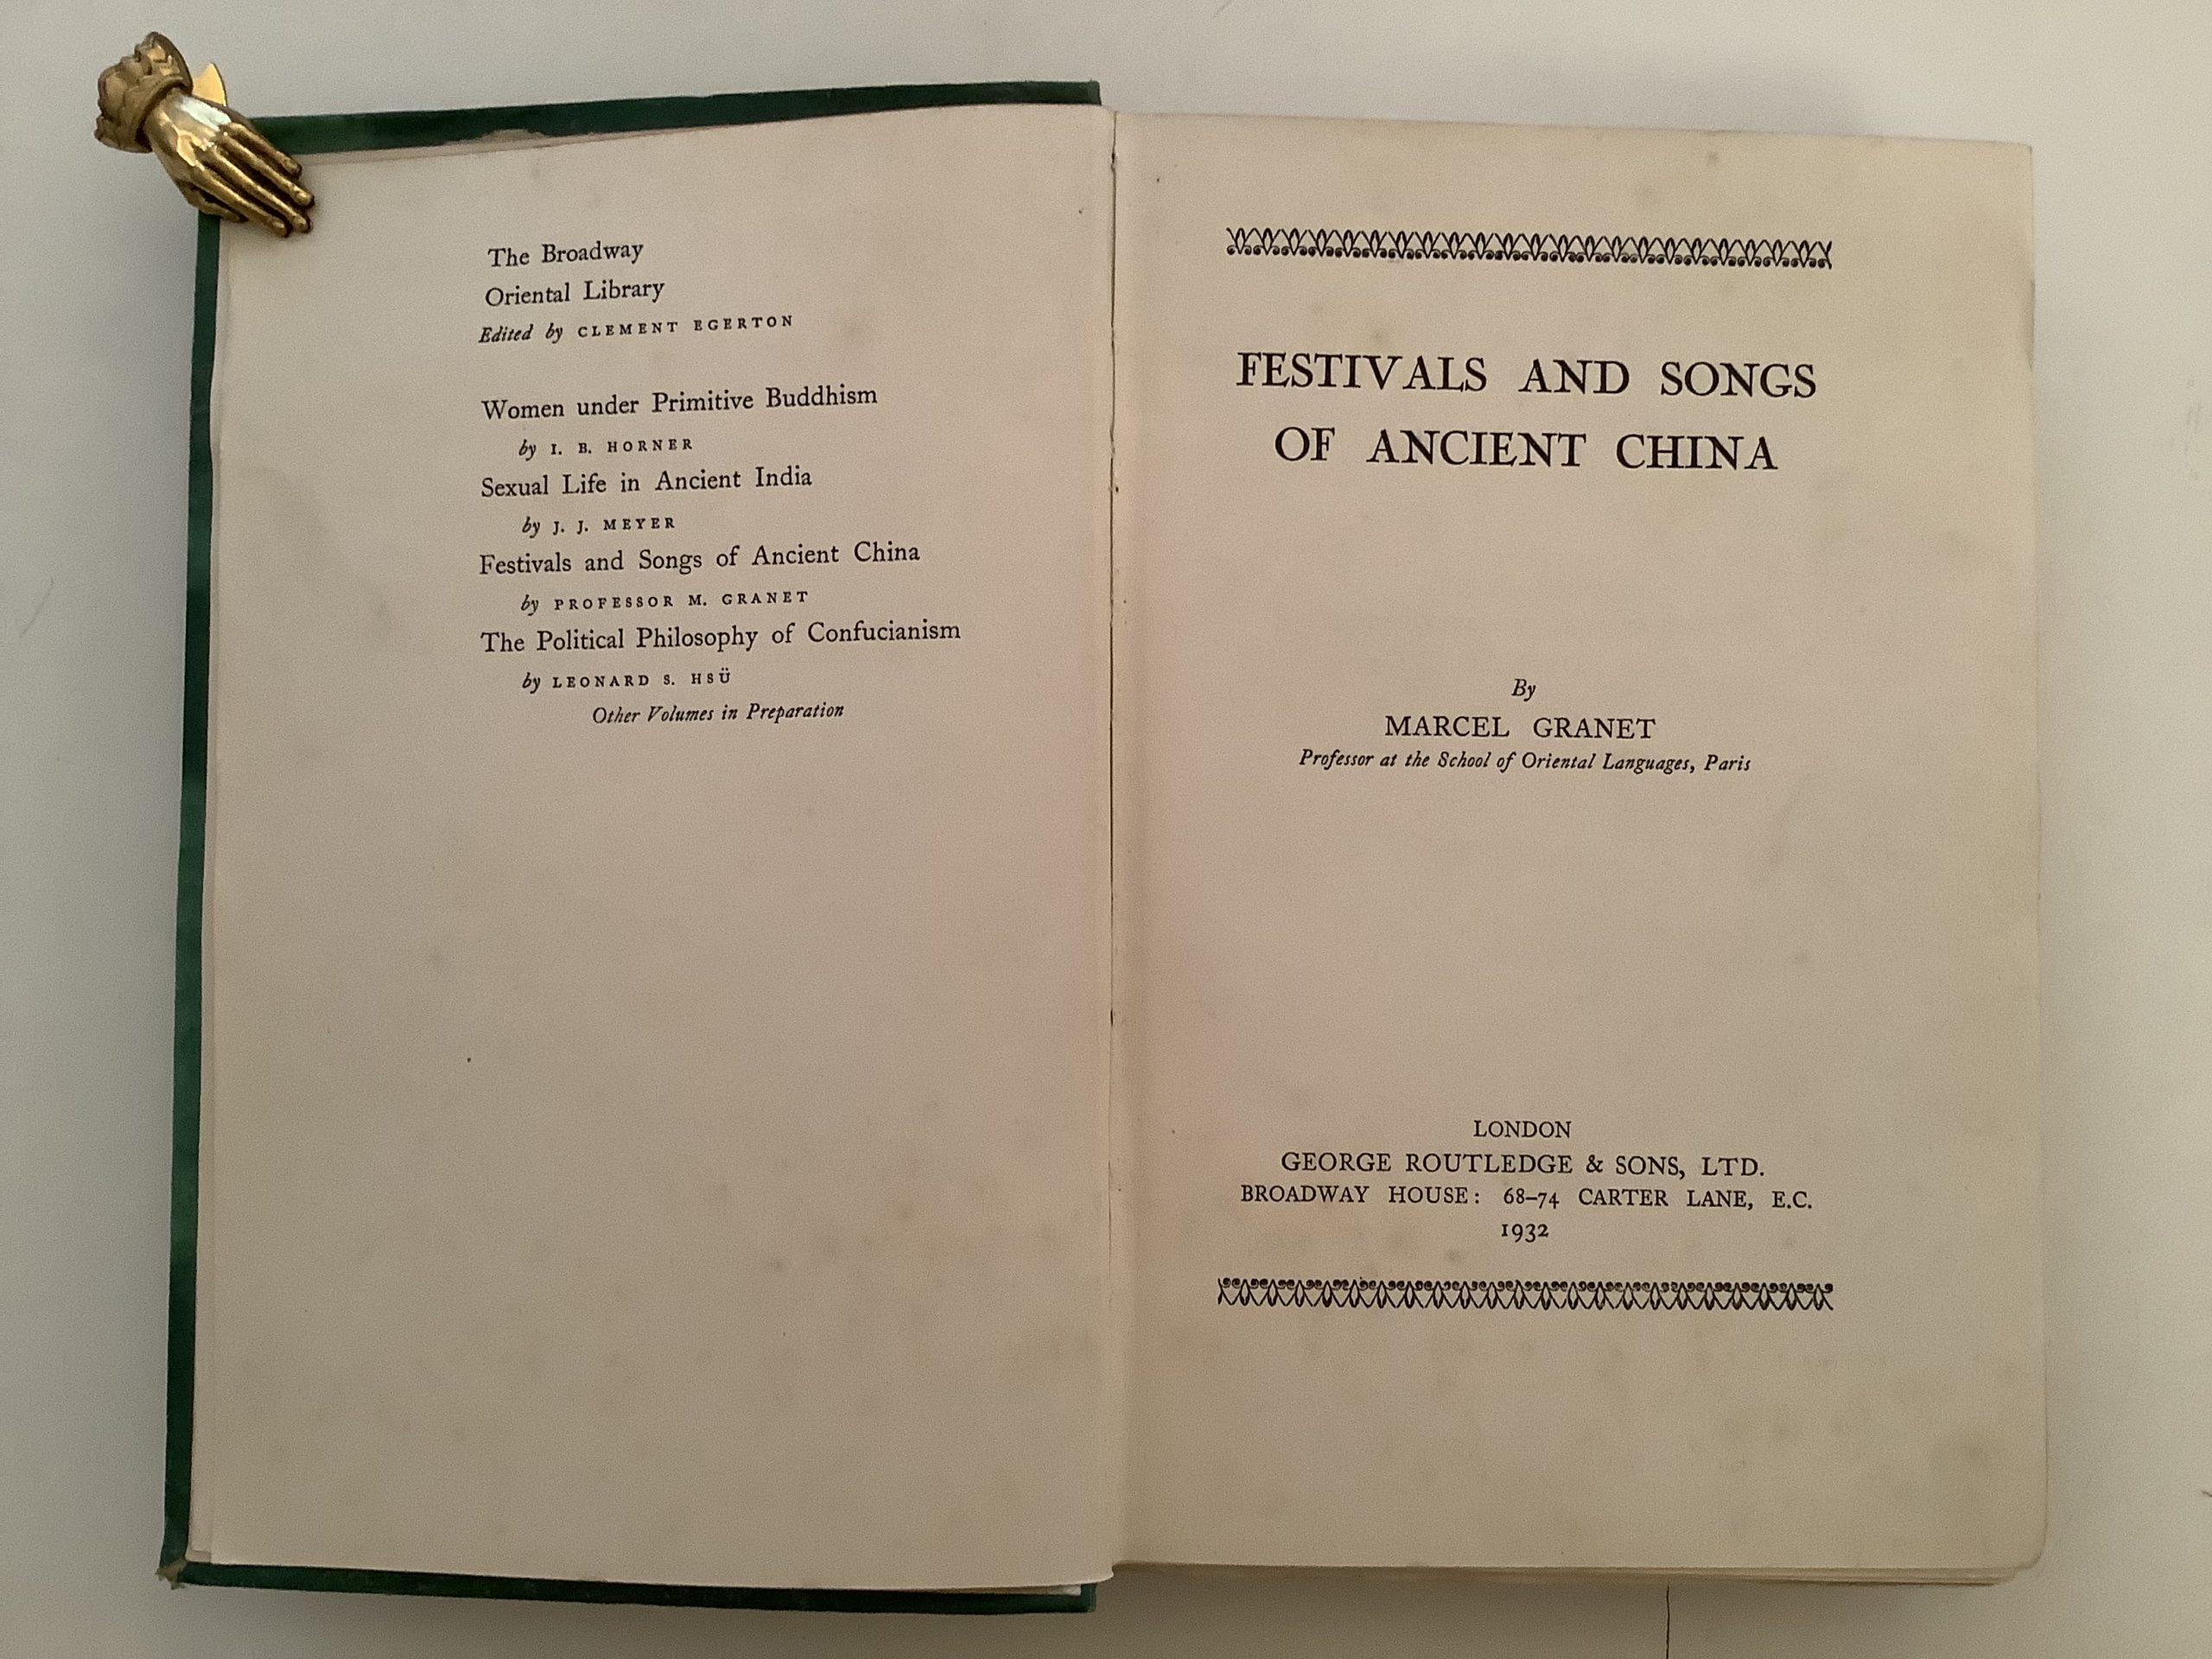 The Broadway
Oriental Library
Edited by CLEMENT EGERTON
Women under Primitive Buddhism
by I. B. HORNER
Sexual Life in Ancient India
by J. J. MEYER
Festivals and Songs of Ancient China
by PROFESSOR M. GRANET
The Political Philosophy of Confucianism
by LEONARD S. HSÜ
Other Volumes in Preparation
FESTIVALS AND SONGS
OF ANCIENT CHINA
By
MARCEL GRANET
Professor at the School of Oriental Languages, Paris
LONDON
GEORGE ROUTLEDGE & SONS, LTD.
BROADWAY HOUSE: 68–74 CARTER LANE, E.C.
1932